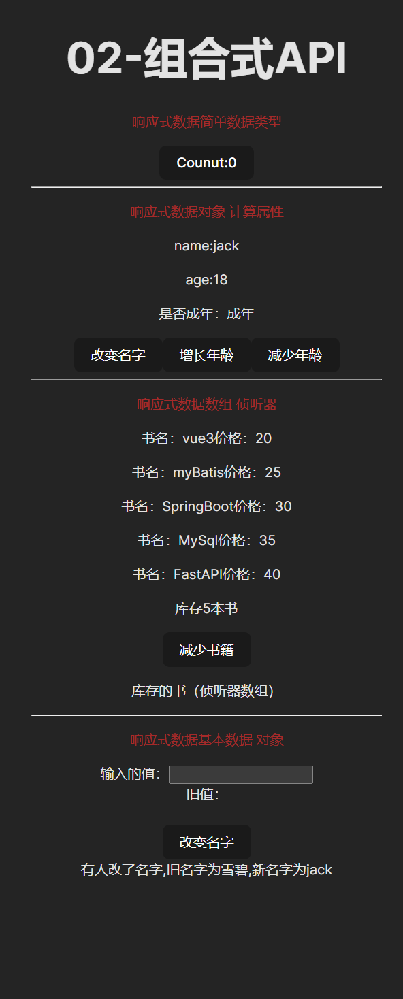 02-组合式API
响应式数据简单数据类型
Counut:0
响应式数据对象 计算属性
name:jack
age:18
是否成年：成年
改变名字 增长年龄 减少年龄
响应式数据数组 侦听器
书名：vue3价格：20
书名：myBatis价格：25
书名：SpringBoot价格：30
书名：MySql价格：35
书名：FastAPI价格：40
库存5本书
减少书籍
库存的书（侦听器数组）
响应式数据基本数据 对象
输入的值：
旧值：
改变名字
有人改了名字,旧名字为雪碧,新名字为jack